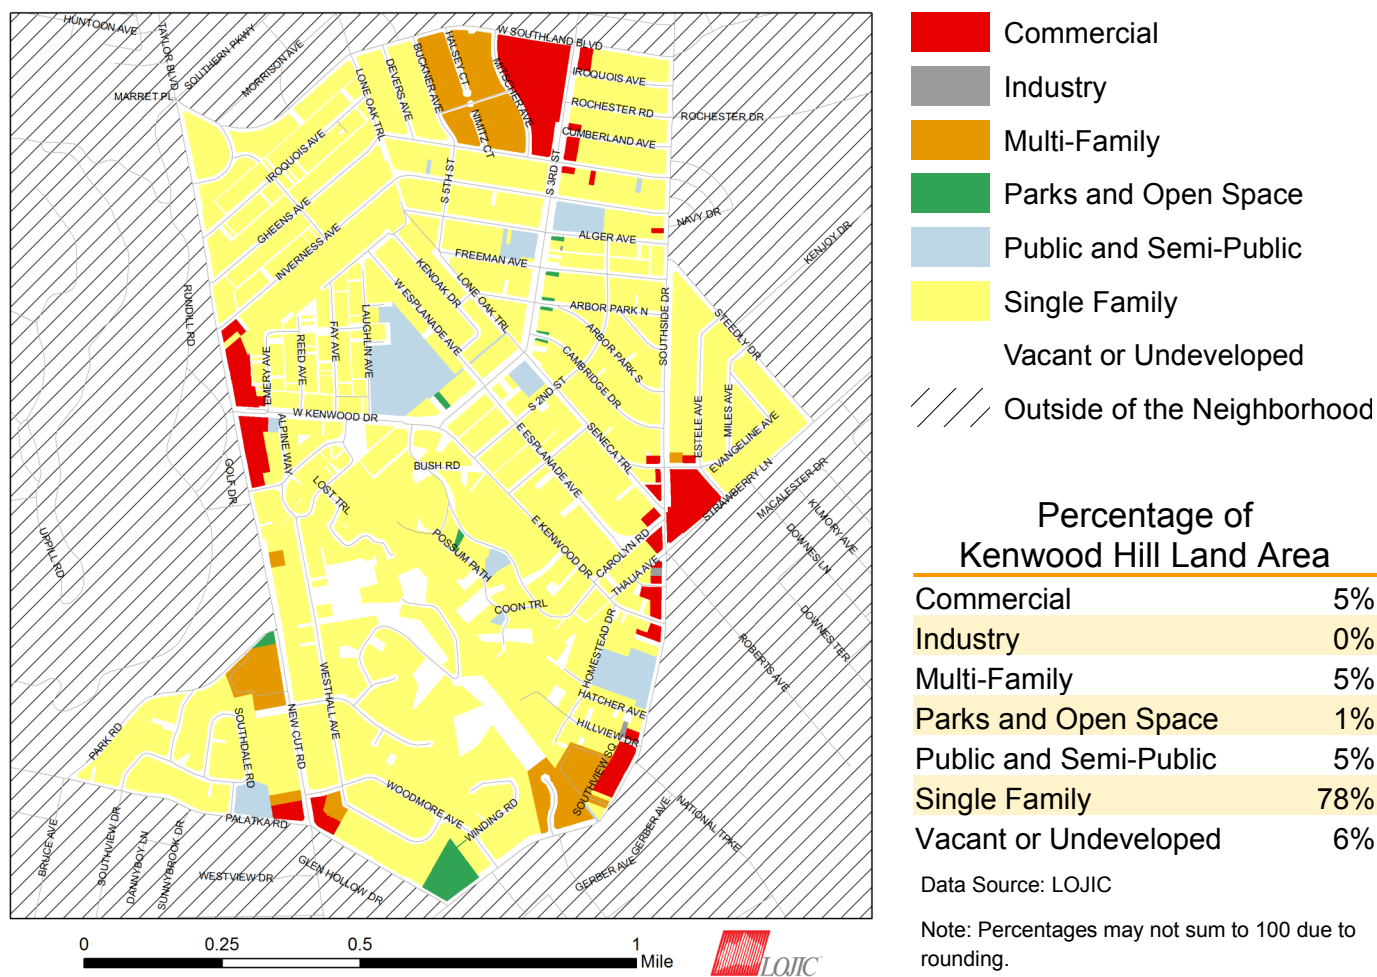 HUNTOON AVE
TAYLOR BLVD
SOUTHERN PKWY
MORRISON AVE
MARRET PL
LONE OAK TRL
DEVERS AVE
BUCKNER AVE
HALSEY CT
NIMITZ CT
MITSCHER AVE
W SOUTHLAND BLVD
IROQUOIS AVE
ROCHESTER RD
ROCHESTER DR
CUMBERLAND AVE
S 3RD ST
S 5TH ST
IROQUOIS AVE
GHEENS AVE
INVERNESS AVE
NAVY DR
ALGER AVE
FREEMAN AVE
KENJOY DR
RUNDILL RD
KENOAK DR
LONE OAK TRL
W ESPLANADE AVE
LAUGHLIN AVE
FAY AVE
REED AVE
EMERY AVE
ARBOR PARK N
ARBOR PARK S
SOUTHSIDE DR
STEEDLY DR
CAMBRIDGE DR
S 2ND ST
MILES AVE
ESTELE AVE
EVANGELINE AVE
W KENWOOD DR
ALPINE WAY
GOLF DR
LOST TRL
BUSH RD
E ESPLANADE AVE
SENECA TRL
STRAWBERRY LN
MACALESTER DR
KILMORY AVE
DOWNES LN
DOWNES TER
UPPILL RD
POSSUM PATH
E KENWOOD DR
CAROLYN RD
THALIA AVE
COON TRL
HOMESTEAD DR
ROBERTS AVE
HATCHER AVE
HILLVIEW DR
SOUTHVIEW SQ
WESTHALL AVE
NEW CUT RD
SOUTHDALE RD
PARK RD
WOODMORE AVE
WINDING RD
PALATKA RD
GLEN HOLLOW DR
WESTVIEW DR
BRUCE AVE
SOUTHVIEW DR
DANNYBOY LN
SUNNYBROOK DR
GERBER AVE
GERBER AVE
NATIONAL TPKE
0
0.25
0.5
1
Mile
LOJIC
Commercial
Industry
Multi-Family
Parks and Open Space
Public and Semi-Public
Single Family
Vacant or Undeveloped
Outside of the Neighborhood
Percentage of
Kenwood Hill Land Area
Commercial 5%
Industry 0%
Multi-Family 5%
Parks and Open Space 1%
Public and Semi-Public 5%
Single Family 78%
Vacant or Undeveloped 6%
Data Source: LOJIC
Note: Percentages may not sum to 100 due to
rounding.